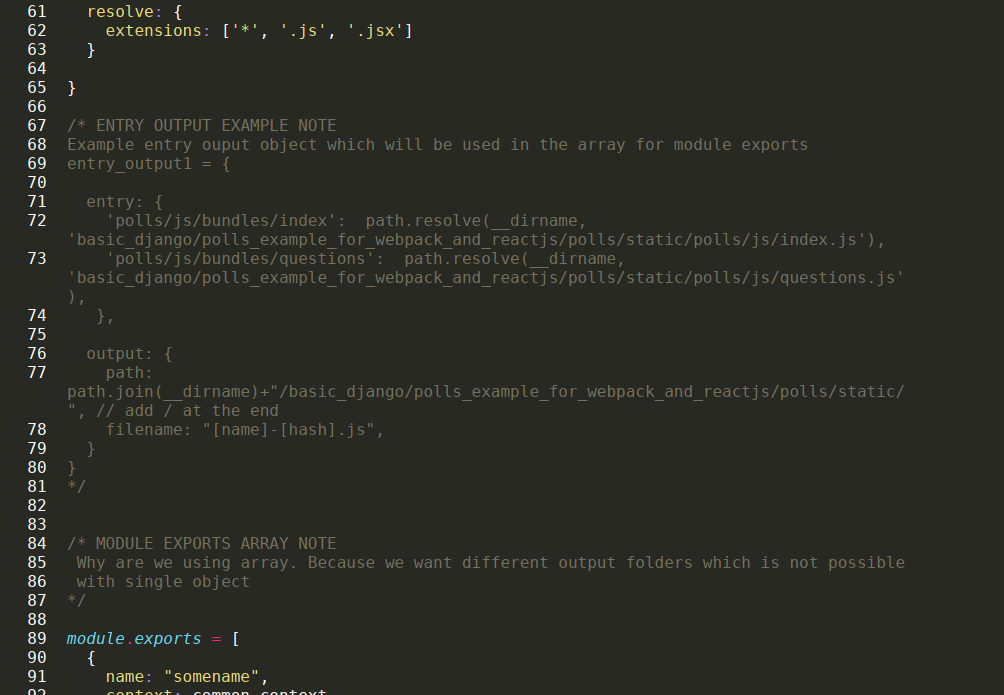 61    resolve: {
62      extensions: ['*', '.js', '.jsx']
63    }
64
65  }
66
67  /* ENTRY OUTPUT EXAMPLE NOTE
68  Example entry ouput object which will be used in the array for module exports
69  entry_output1 = {
70
71    entry: {
72      'polls/js/bundles/index':  path.resolve(__dirname,
'basic_django/polls_example_for_webpack_and_reactjs/polls/static/polls/js/index.js'),
73      'polls/js/bundles/questions':  path.resolve(__dirname,
'basic_django/polls_example_for_webpack_and_reactjs/polls/static/polls/js/questions.js'
),
74     },
75
76    output: {
77      path:
path.join(__dirname)+"/basic_django/polls_example_for_webpack_and_reactjs/polls/static/
", // add / at the end
78      filename: "[name]-[hash].js",
79    }
80  }
81  */
82
83
84  /* MODULE EXPORTS ARRAY NOTE
85   Why are we using array. Because we want different output folders which is not possible
86   with single object
87  */
88
89  module.exports = [
90    {
91      name: "somename",
92      context: common.context